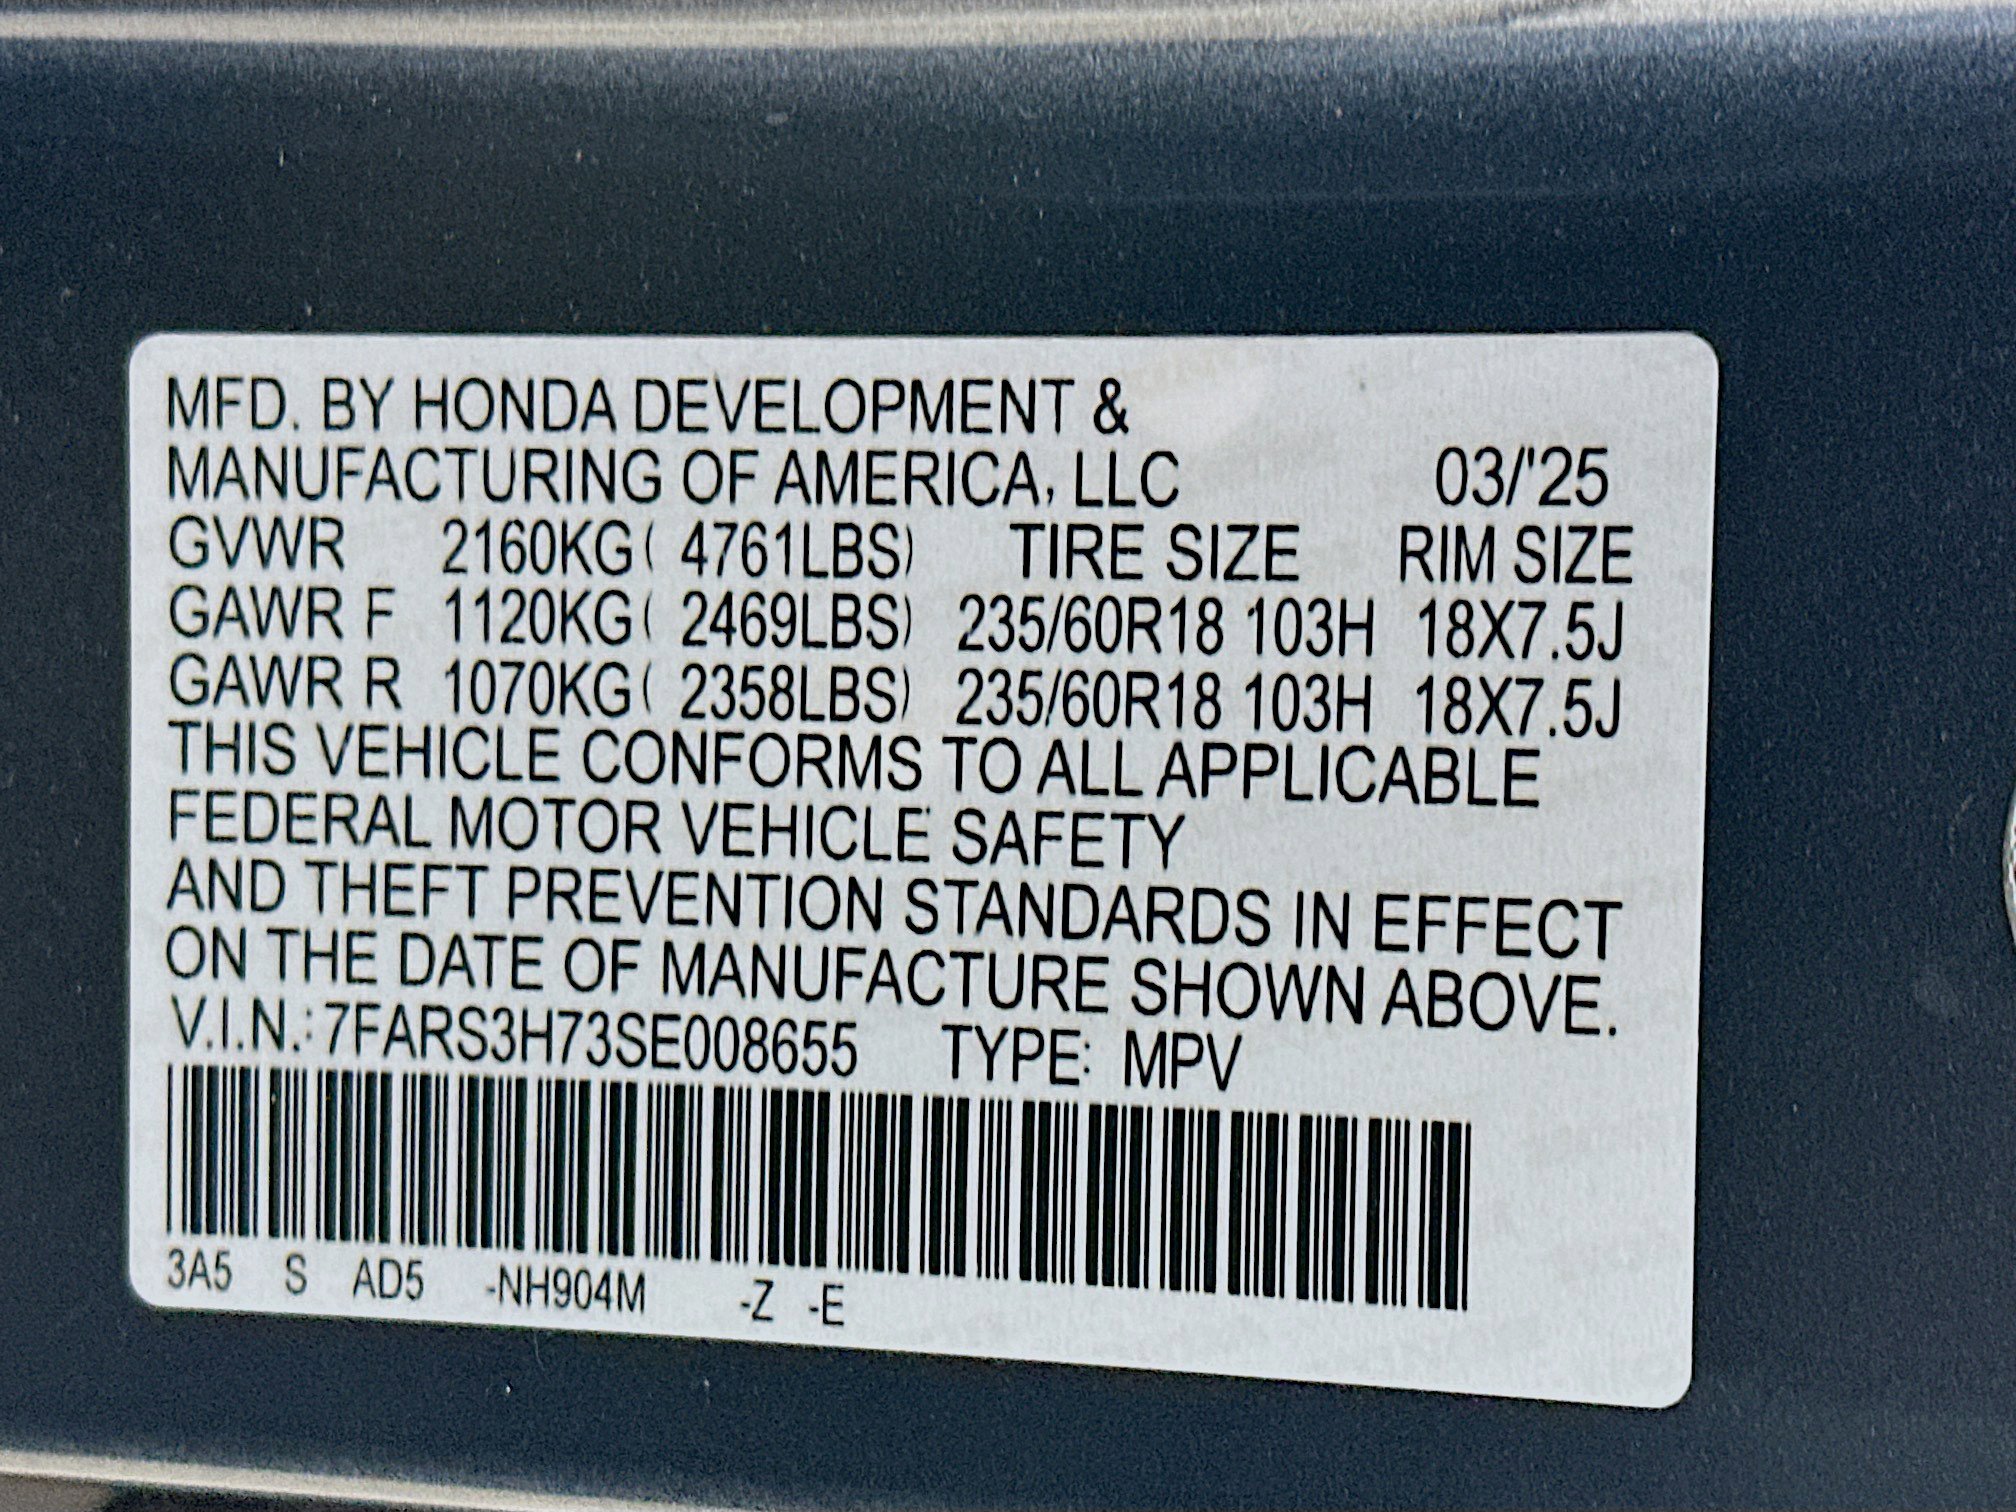 MFD. BY HONDA DEVELOPMENT &
MANUFACTURING OF AMERICA, LLC 03/'25
GVWR 2160KG( 4761LBS) TIRE SIZE RIM SIZE
GAWR F 1120KG( 2469LBS) 235/60R18 103H 18X7.5J
GAWR R 1070KG( 2358LBS) 235/60R18 103H 18X7.5J
THIS VEHICLE CONFORMS TO ALL APPLICABLE
FEDERAL MOTOR VEHICLE SAFETY
AND THEFT PREVENTION STANDARDS IN EFFECT
ON THE DATE OF MANUFACTURE SHOWN ABOVE.
V.I.N.: 7FARS3H73SE008655 TYPE: MPV
3A5 S AD5 -NH904M -Z -E